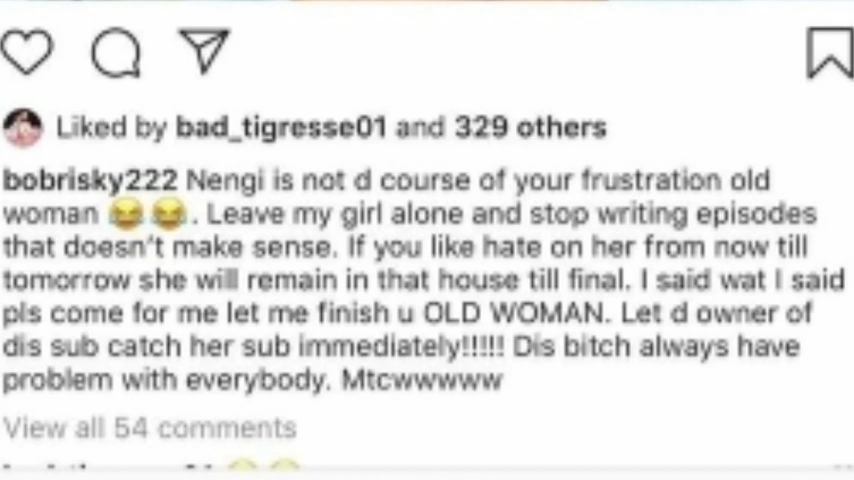 Liked by bad_tigresse01 and 329 others
bobrisky222 Nengi is not d course of your frustration old
woman 😂😂. Leave my girl alone and stop writing episodes
that doesn't make sense. If you like hate on her from now till
tomorrow she will remain in that house till final. I said wat I said
pls come for me let me finish u OLD WOMAN. Let d owner of
dis sub catch her sub immediately!!!!! Dis bitch always have
problem with everybody. Mtcwwwww
View all 54 comments